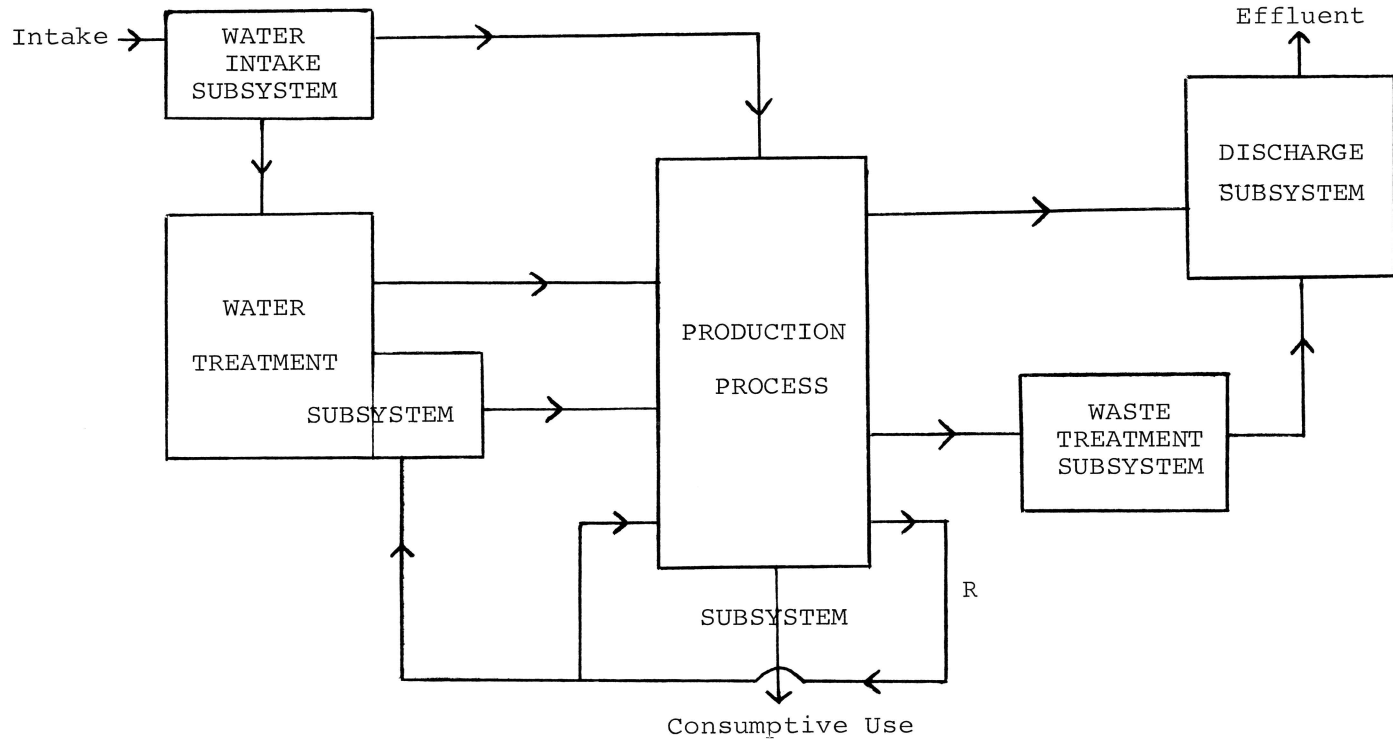 Intake
WATER
INTAKE
SUBSYSTEM
Effluent
DISCHARGE
SUBSYSTEM
WATER
TREATMENT
SUBSYSTEM
PRODUCTION
PROCESS
SUBSYSTEM
WASTE
TREATMENT
SUBSYSTEM
R
Consumptive Use